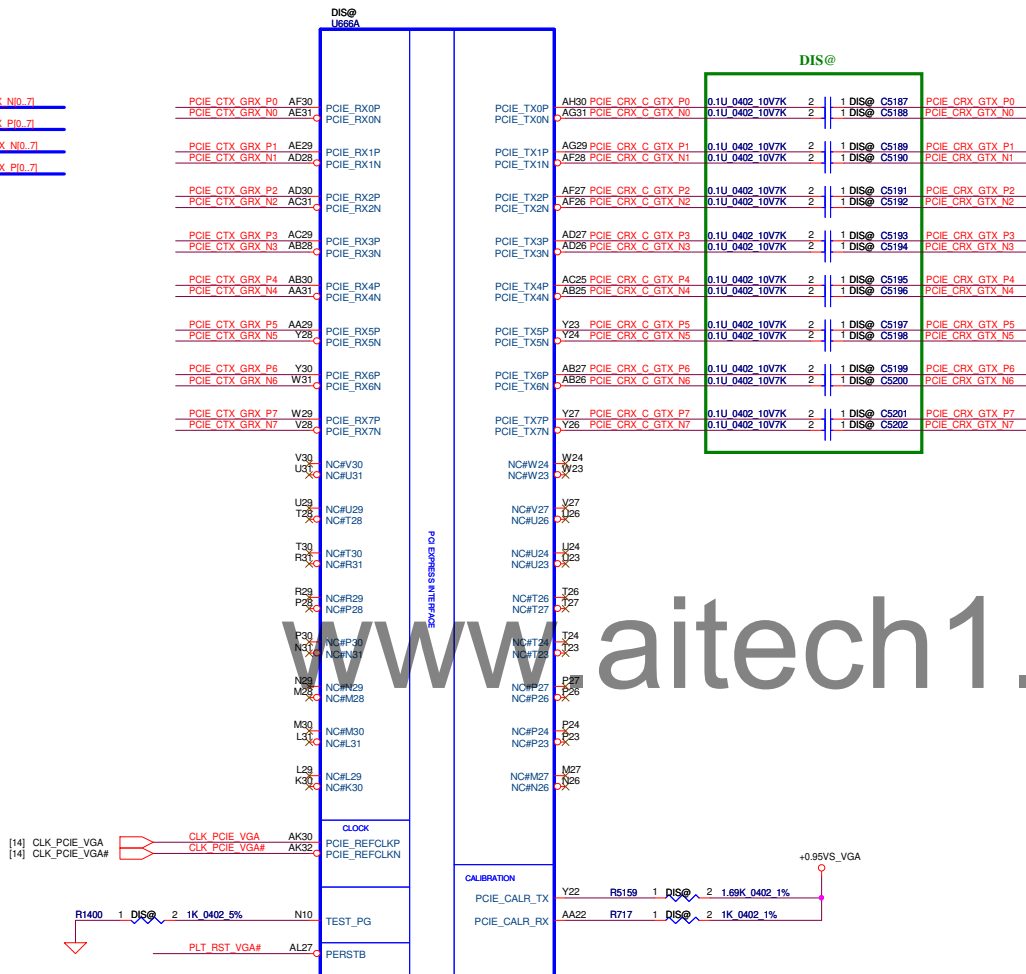 DIS@
U666A
DIS@
X_N[0..7]
X_P[0..7]
X_N[0..7]
X_P[0..7]
PCIE_CTX_GRX_P0 AF30 PCIE_RX0P PCIE_TX0P AH30 PCIE_CRX_C_GTX_P0 0.1U_0402_10V7K 2 1 DIS@ C5187 PCIE_CRX_GTX_P0
PCIE_CTX_GRX_N0 AE31 PCIE_RX0N PCIE_TX0N AG31 PCIE_CRX_C_GTX_N0 0.1U_0402_10V7K 2 1 DIS@ C5188 PCIE_CRX_GTX_N0
PCIE_CTX_GRX_P1 AE29 PCIE_RX1P PCIE_TX1P AG29 PCIE_CRX_C_GTX_P1 0.1U_0402_10V7K 2 1 DIS@ C5189 PCIE_CRX_GTX_P1
PCIE_CTX_GRX_N1 AD28 PCIE_RX1N PCIE_TX1N AF28 PCIE_CRX_C_GTX_N1 0.1U_0402_10V7K 2 1 DIS@ C5190 PCIE_CRX_GTX_N1
PCIE_CTX_GRX_P2 AD30 PCIE_RX2P PCIE_TX2P AF27 PCIE_CRX_C_GTX_P2 0.1U_0402_10V7K 2 1 DIS@ C5191 PCIE_CRX_GTX_P2
PCIE_CTX_GRX_N2 AC31 PCIE_RX2N PCIE_TX2N AF26 PCIE_CRX_C_GTX_N2 0.1U_0402_10V7K 2 1 DIS@ C5192 PCIE_CRX_GTX_N2
PCIE_CTX_GRX_P3 AC29 PCIE_RX3P PCIE_TX3P AD27 PCIE_CRX_C_GTX_P3 0.1U_0402_10V7K 2 1 DIS@ C5193 PCIE_CRX_GTX_P3
PCIE_CTX_GRX_N3 AB28 PCIE_RX3N PCIE_TX3N AD26 PCIE_CRX_C_GTX_N3 0.1U_0402_10V7K 2 1 DIS@ C5194 PCIE_CRX_GTX_N3
PCIE_CTX_GRX_P4 AB30 PCIE_RX4P PCIE_TX4P AC25 PCIE_CRX_C_GTX_P4 0.1U_0402_10V7K 2 1 DIS@ C5195 PCIE_CRX_GTX_P4
PCIE_CTX_GRX_N4 AA31 PCIE_RX4N PCIE_TX4N AB25 PCIE_CRX_C_GTX_N4 0.1U_0402_10V7K 2 1 DIS@ C5196 PCIE_CRX_GTX_N4
PCIE_CTX_GRX_P5 AA29 PCIE_RX5P PCIE_TX5P Y23 PCIE_CRX_C_GTX_P5 0.1U_0402_10V7K 2 1 DIS@ C5197 PCIE_CRX_GTX_P5
PCIE_CTX_GRX_N5 Y28 PCIE_RX5N PCIE_TX5N Y24 PCIE_CRX_C_GTX_N5 0.1U_0402_10V7K 2 1 DIS@ C5198 PCIE_CRX_GTX_N5
PCIE_CTX_GRX_P6 Y30 PCIE_RX6P PCIE_TX6P AB27 PCIE_CRX_C_GTX_P6 0.1U_0402_10V7K 2 1 DIS@ C5199 PCIE_CRX_GTX_P6
PCIE_CTX_GRX_N6 W31 PCIE_RX6N PCIE_TX6N AB26 PCIE_CRX_C_GTX_N6 0.1U_0402_10V7K 2 1 DIS@ C5200 PCIE_CRX_GTX_N6
PCIE_CTX_GRX_P7 W29 PCIE_RX7P PCIE_TX7P Y27 PCIE_CRX_C_GTX_P7 0.1U_0402_10V7K 2 1 DIS@ C5201 PCIE_CRX_GTX_P7
PCIE_CTX_GRX_N7 V28 PCIE_RX7N PCIE_TX7N Y26 PCIE_CRX_C_GTX_N7 0.1U_0402_10V7K 2 1 DIS@ C5202 PCIE_CRX_GTX_N7
V30 NC#V30 NC#W24 W24
U31 NC#U31 NC#W23 W23
U29 NC#U29 NC#V27 V27
T28 NC#T28 NC#U26 U26
T30 NC#T30 NC#U24 U24
R31 NC#R31 NC#U23 U23
R29 NC#R29 NC#T26 T26
P28 NC#P28 NC#T27 T27
P30 NC#P30 NC#T24 T24
N31 NC#N31 NC#T23 T23
N29 NC#N29 NC#P27 P27
M28 NC#M28 NC#P26 P26
M30 NC#M30 NC#P24 P24
L31 NC#L31 NC#P23 P23
L29 NC#L29 NC#M27 M27
K30 NC#K30 NC#N26 N26
PCI EXPRESS INTERFACE
www.aitech1.
CLOCK
[14] CLK_PCIE_VGA CLK_PCIE_VGA AK30 PCIE_REFCLKP
[14] CLK_PCIE_VGA# CLK_PCIE_VGA# AK32 PCIE_REFCLKN
+0.95VS_VGA
CALIBRATION
PCIE_CALR_TX Y22 R5159 1 DIS@ 2 1.69K_0402_1%
R1400 1 DIS@ 2 1K_0402_5% N10 TEST_PG PCIE_CALR_RX AA22 R717 1 DIS@ 2 1K_0402_1%
PLT_RST_VGA# AL27 PERSTB